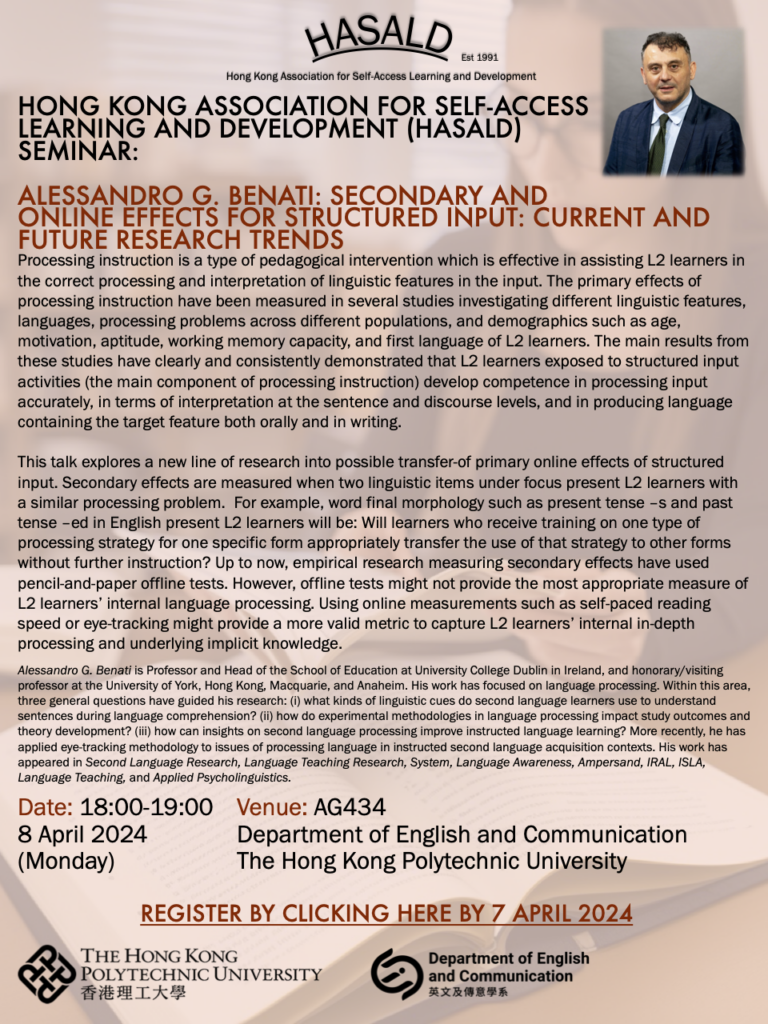 HASALD
Est 1991
Hong Kong Association for Self-Access Learning and Development
HONG KONG ASSOCIATION FOR SELF-ACCESS
LEARNING AND DEVELOPMENT (HASALD)
SEMINAR:
ALESSANDRO G. BENATI: SECONDARY AND
ONLINE EFFECTS FOR STRUCTURED INPUT: CURRENT AND
FUTURE RESEARCH TRENDS
Processing instruction is a type of pedagogical intervention which is effective in assisting L2 learners in
the correct processing and interpretation of linguistic features in the input. The primary effects of
processing instruction have been measured in several studies investigating different linguistic features,
languages, processing problems across different populations, and demographics such as age,
motivation, aptitude, working memory capacity, and first language of L2 learners. The main results from
these studies have clearly and consistently demonstrated that L2 learners exposed to structured input
activities (the main component of processing instruction) develop competence in processing input
accurately, in terms of interpretation at the sentence and discourse levels, and in producing language
containing the target feature both orally and in writing.
This talk explores a new line of research into possible transfer-of primary online effects of structured
input. Secondary effects are measured when two linguistic items under focus present L2 learners with
a similar processing problem.  For example, word final morphology such as present tense –s and past
tense –ed in English present L2 learners will be: Will learners who receive training on one type of
processing strategy for one specific form appropriately transfer the use of that strategy to other forms
without further instruction? Up to now, empirical research measuring secondary effects have used
pencil-and-paper offline tests. However, offline tests might not provide the most appropriate measure of
L2 learners’ internal language processing. Using online measurements such as self-paced reading
speed or eye-tracking might provide a more valid metric to capture L2 learners’ internal in-depth
processing and underlying implicit knowledge.
Alessandro G. Benati is Professor and Head of the School of Education at University College Dublin in Ireland, and honorary/visiting
professor at the University of York, Hong Kong, Macquarie, and Anaheim. His work has focused on language processing. Within this area,
three general questions have guided his research: (i) what kinds of linguistic cues do second language learners use to understand
sentences during language comprehension? (ii) how do experimental methodologies in language processing impact study outcomes and
theory development? (iii) how can insights on second language processing improve instructed language learning? More recently, he has
applied eye-tracking methodology to issues of processing language in instructed second language acquisition contexts. His work has
appeared in Second Language Research, Language Teaching Research, System, Language Awareness, Ampersand, IRAL, ISLA,
Language Teaching, and Applied Psycholinguistics.
Date: 18:00-19:00
8 April 2024
(Monday)
Venue: AG434
Department of English and Communication
The Hong Kong Polytechnic University
REGISTER BY CLICKING HERE BY 7 APRIL 2024
THE HONG KONG
POLYTECHNIC UNIVERSITY
香港理工大學
Department of English
and Communication
英文及傳意學系